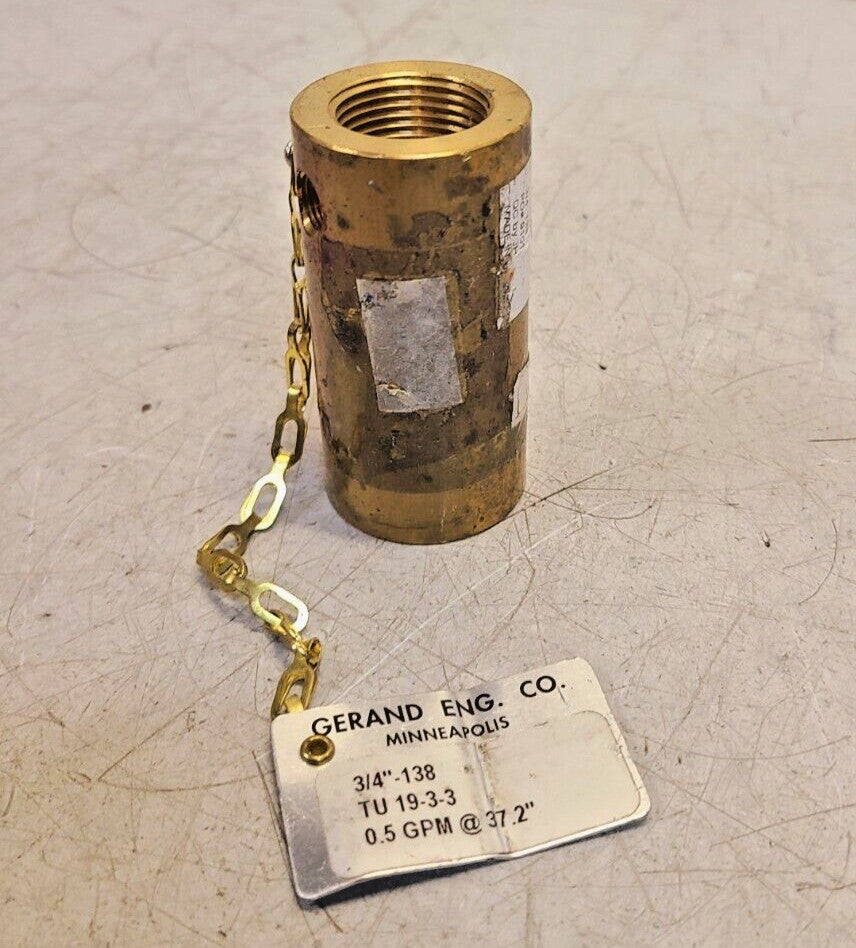 GERAND ENG. CO.
MINNEAPOLIS
3/4"-138
TU 19-3-3
0.5 GPM @ 37.2"